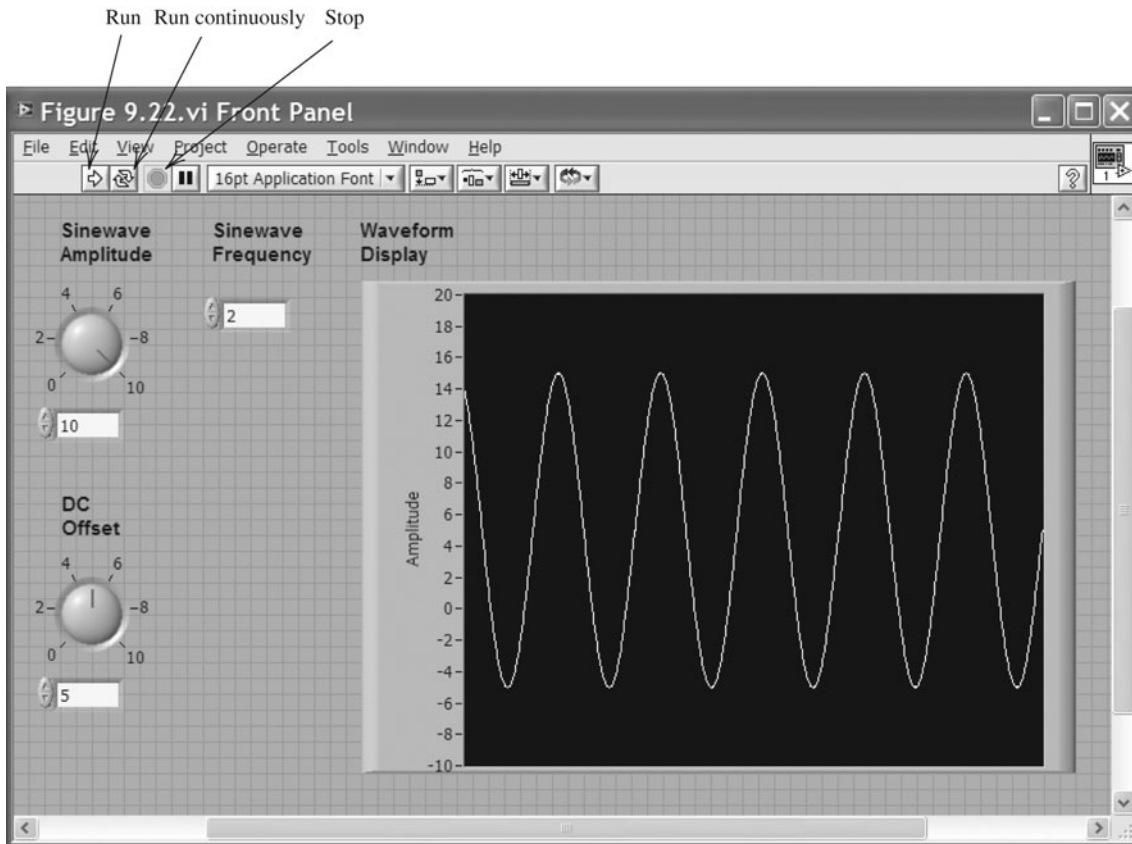 Run Run continuously Stop
Figure 9.22.vi Front Panel
File Edit View Project Operate Tools Window Help
16pt Application Font
?
1
Sinewave
Amplitude
4 6
2 8
0 10
10
Sinewave
Frequency
2
DC
Offset
4 6
2 8
0 10
5
Waveform
Display
Amplitude
20
18
16
14
12
10
8
6
4
2
0
-2
-4
-6
-8
-10